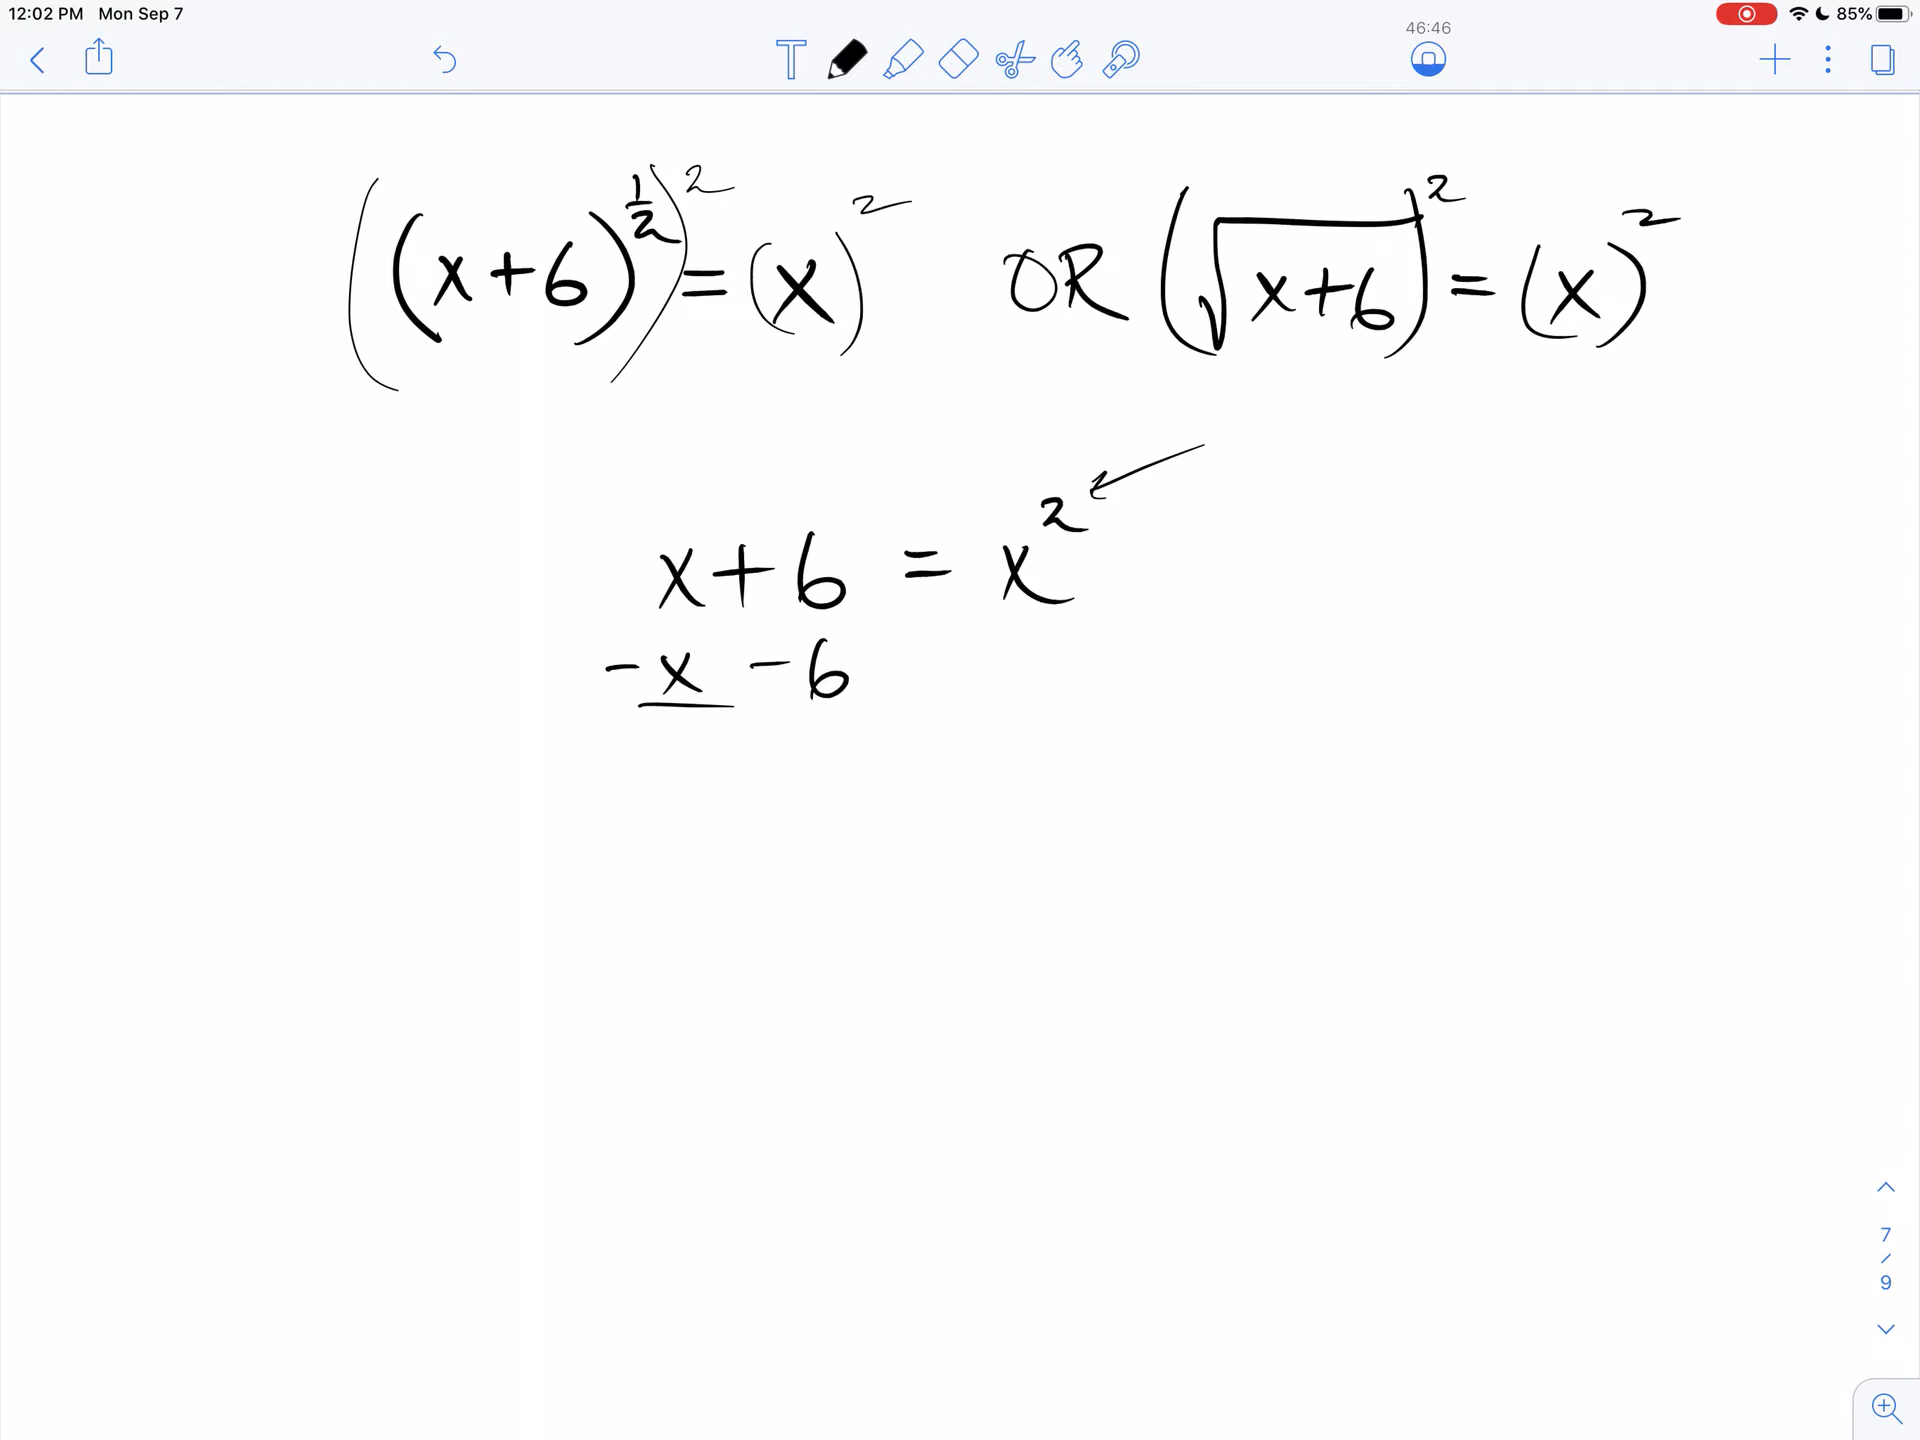 12:02 PM Mon Sep 7
85%
46:46
T
((x+6)^1/2)^2 = (x)^2 OR (√x+6)^2 = (x)^2
x+6 = x^2
-x -6
7
/
9